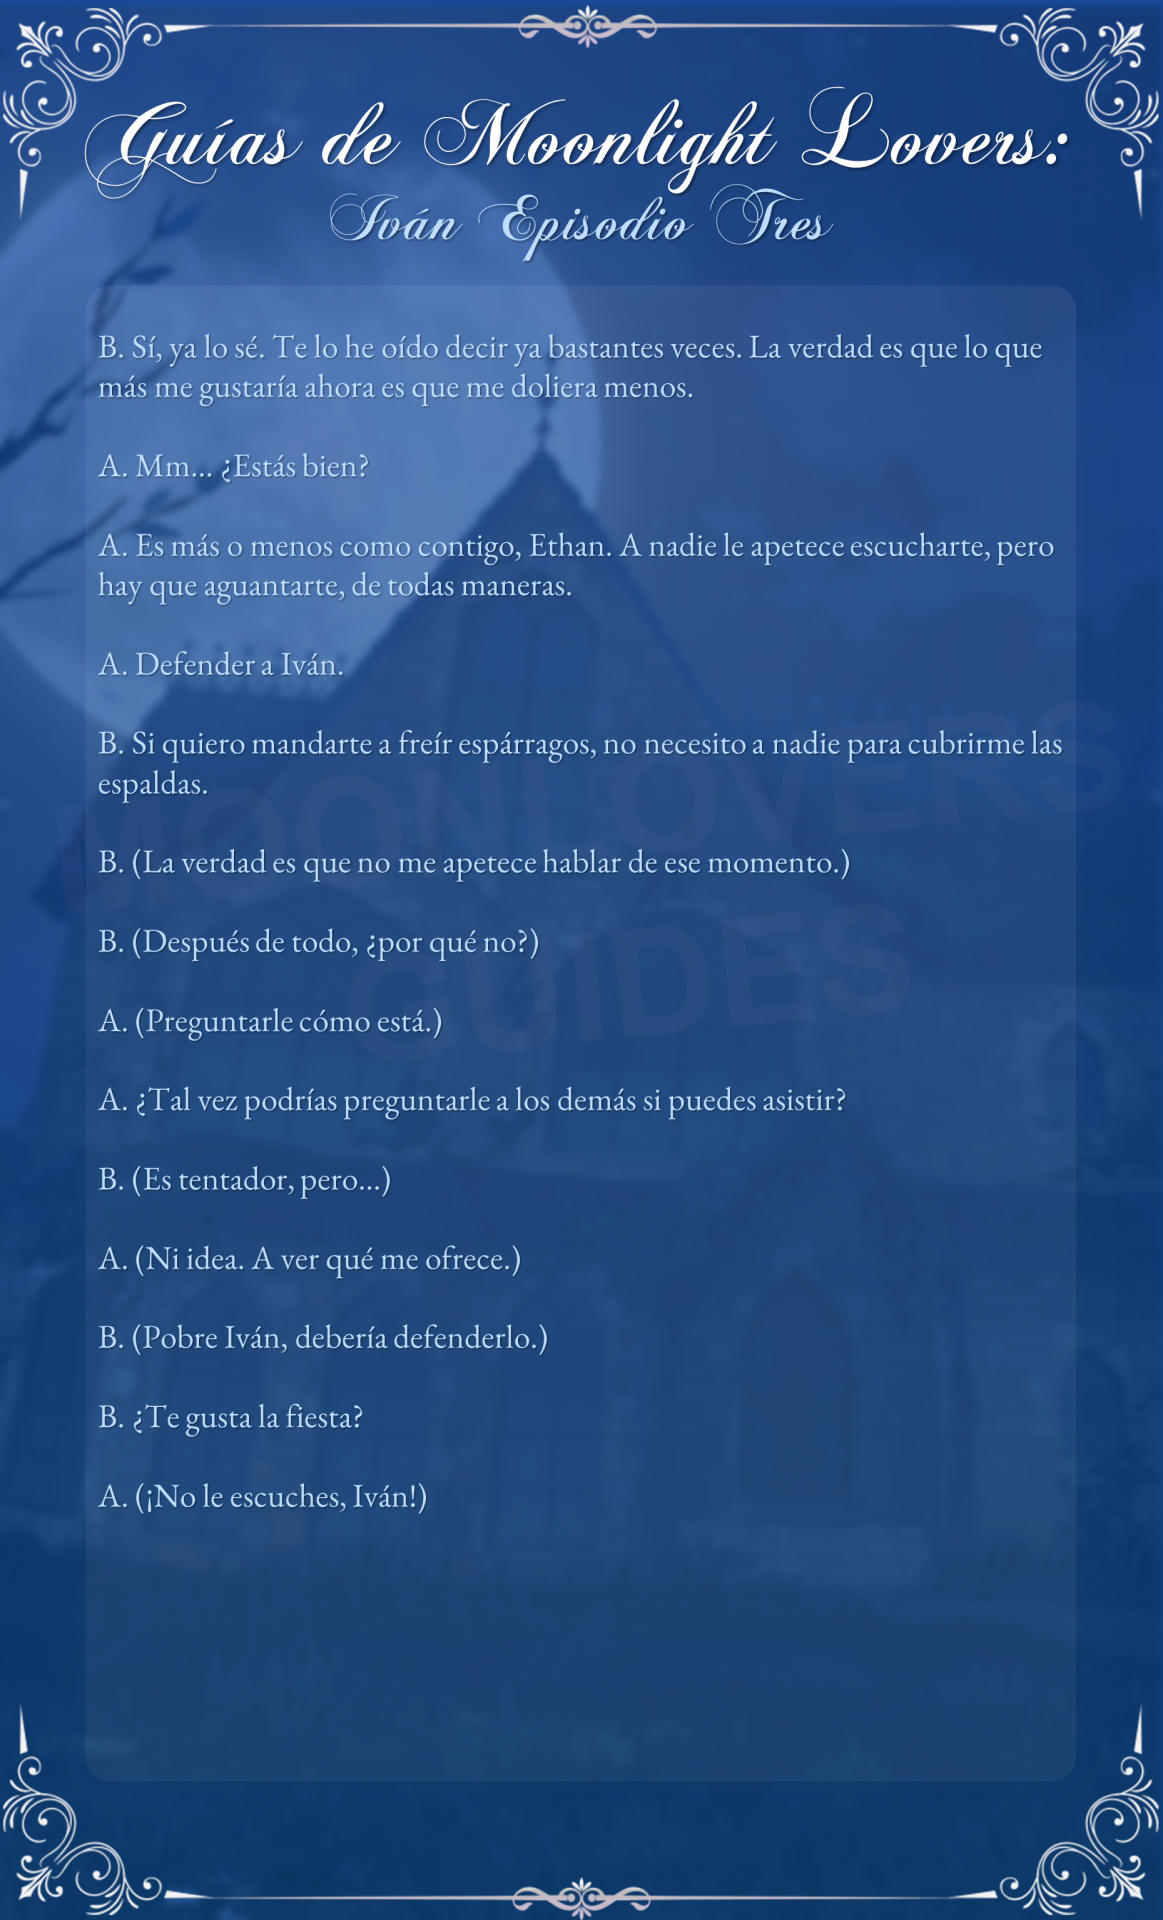 Guías de Moonlight Lovers:
Iván Episodio Tres
B. Sí, ya lo sé. Te lo he oído decir ya bastantes veces. La verdad es que lo que
más me gustaría ahora es que me doliera menos.
A. Mm... ¿Estás bien?
A. Es más o menos como contigo, Ethan. A nadie le apetece escucharte, pero
hay que aguantarte, de todas maneras.
A. Defender a Iván.
B. Si quiero mandarte a freír espárragos, no necesito a nadie para cubrirme las
espaldas.
MOONLOVERS
B. (La verdad es que no me apetece hablar de ese momento.)
B. (Después de todo, ¿por qué no?)
GUIDES
A. (Preguntarle cómo está.)
A. ¿Tal vez podrías preguntarle a los demás si puedes asistir?
B. (Es tentador, pero...)
A. (Ni idea. A ver qué me ofrece.)
B. (Pobre Iván, debería defenderlo.)
B. ¿Te gusta la fiesta?
A. (¡No le escuches, Iván!)